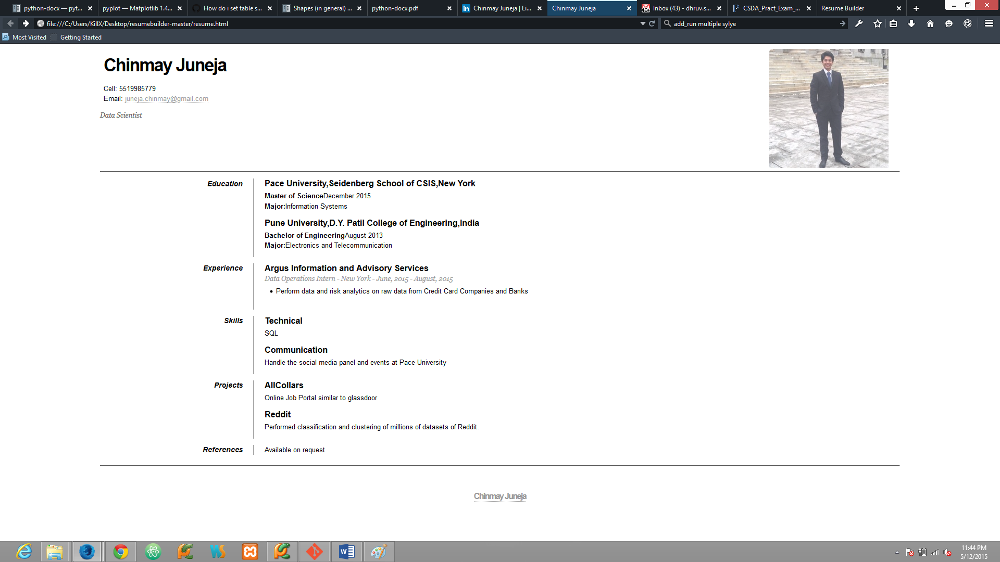 python-docx — pyt...
pyplot — Matplotlib 1.4...
How do i set table s...
Shapes (in general) ...
python-docx.pdf
Chinmay Juneja | Li...
Chinmay Juneja
Inbox (43) - dhruv.s...
CSDA_Pract_Exam_...
Resume Builder
file:///C:/Users/KillX/Desktop/resumebuilder-master/resume.html
add_run multiple sylye
Most Visited
Getting Started
Chinmay Juneja
Cell: 5519985779
Email: juneja.chinmay@gmail.com
Data Scientist
Education
Pace University,Seidenberg School of CSIS,New York
Master of ScienceDecember 2015
Major:Information Systems
Pune University,D.Y. Patil College of Engineering,India
Bachelor of EngineeringAugust 2013
Major:Electronics and Telecommunication
Experience
Argus Information and Advisory Services
Data Operations Intern - New York - June, 2015 - August, 2015
• Perform data and risk analytics on raw data from Credit Card Companies and Banks
Skills
Technical
SQL
Communication
Handle the social media panel and events at Pace University
Projects
AllCollars
Online Job Portal similar to glassdoor
Reddit
Performed classification and clustering of millions of datasets of Reddit.
References
Available on request
Chinmay Juneja
11:44 PM
5/12/2015